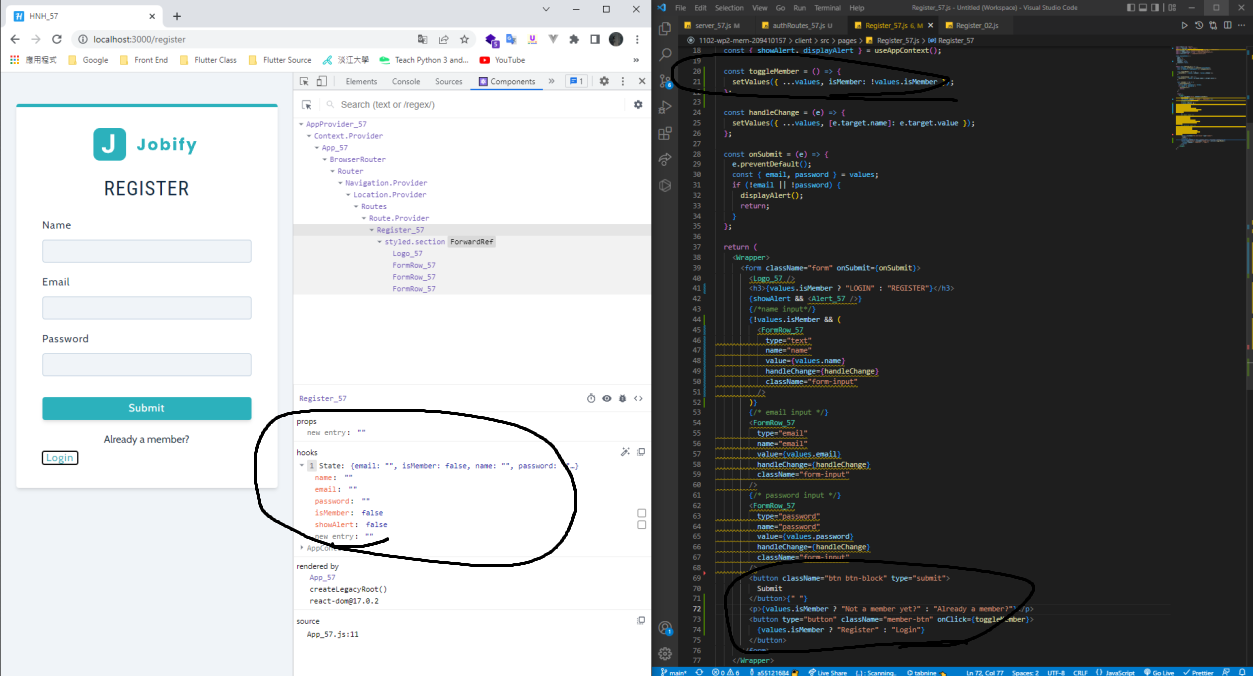 HNH_57
localhost:3000/register
應用程式
Google
Front End
Flutter Class
Flutter Source
淡江大學
Teach Python 3 and...
YouTube
»
Jobify
REGISTER
Name
Email
Password
Submit
Already a member?
Login
Elements
Console
Sources
Components
»
1
Search (text or /regex/)
AppProvider_57
Context.Provider
App_57
BrowserRouter
Router
Navigation.Provider
Location.Provider
Routes
Route.Provider
Register_57
styled.section ForwardRef
Logo_57
FormRow_57
FormRow_57
FormRow_57
Register_57
props
new entry: ""
hooks
1 State: {email: "", isMember: false, name: "", password: "…}
name: ""
email: ""
password: ""
isMember: false
showAlert: false
new entry: ""
rendered by
App_57
createLegacyRoot()
react-dom@17.0.2
source
App_57.js:11
File Edit Selection View Go Run Terminal Help
Register_57.js - Untitled (Workspace) - Visual Studio Code
server_57.js M
authRoutes_57.js U
Register_57.js 6, M
Register_02.js
1102-wp2-mem-209410157 > client > src > pages > Register_57.js > Register_57
18 const { showAlert, displayAlert } = useAppContext();
19
20 const toggleMember = () => {
21 setValues({ ...values, isMember: !values.isMember });
22 };
23
24 const handleChange = (e) => {
25 setValues({ ...values, [e.target.name]: e.target.value });
26 };
27
28 const onSubmit = (e) => {
29 e.preventDefault();
30 const { email, password } = values;
31 if (!email || !password) {
32 displayAlert();
33 return;
34 }
35 };
36
37 return (
38 <Wrapper>
39 <form className="form" onSubmit={onSubmit}>
40 <Logo_57 />
41 <h3>{values.isMember ? "LOGIN" : "REGISTER"}</h3>
42 {showAlert && <Alert_57 />}
43 {/*name input*/}
44 {!values.isMember && (
45 <FormRow_57
46 type="text"
47 name="name"
48 value={values.name}
49 handleChange={handleChange}
50 className="form-input"
51 />
52 )}
53 {/* email input */}
54 <FormRow_57
55 type="email"
56 name="email"
57 value={values.email}
58 handleChange={handleChange}
59 className="form-input"
60 />
61 {/* password input */}
62 <FormRow_57
63 type="password"
64 name="password"
65 value={values.password}
66 handleChange={handleChange}
67 className="form-input"
68 />
69 <button className="btn btn-block" type="submit">
70 Submit
71 </button>{" "}
72 <p>{values.isMember ? "Not a member yet?" : "Already a member?"}</p>
73 <button type="button" className="member-btn" onClick={toggleMember}>
74 {values.isMember ? "Register" : "Login"}
75 </button>
76 </form>
77 </Wrapper>
main*
0 6
Live Share
Scanning..
tabnine
Ln 72, Col 77
Spaces: 2
UTF-8
CRLF
JavaScript
Go Live
Prettier